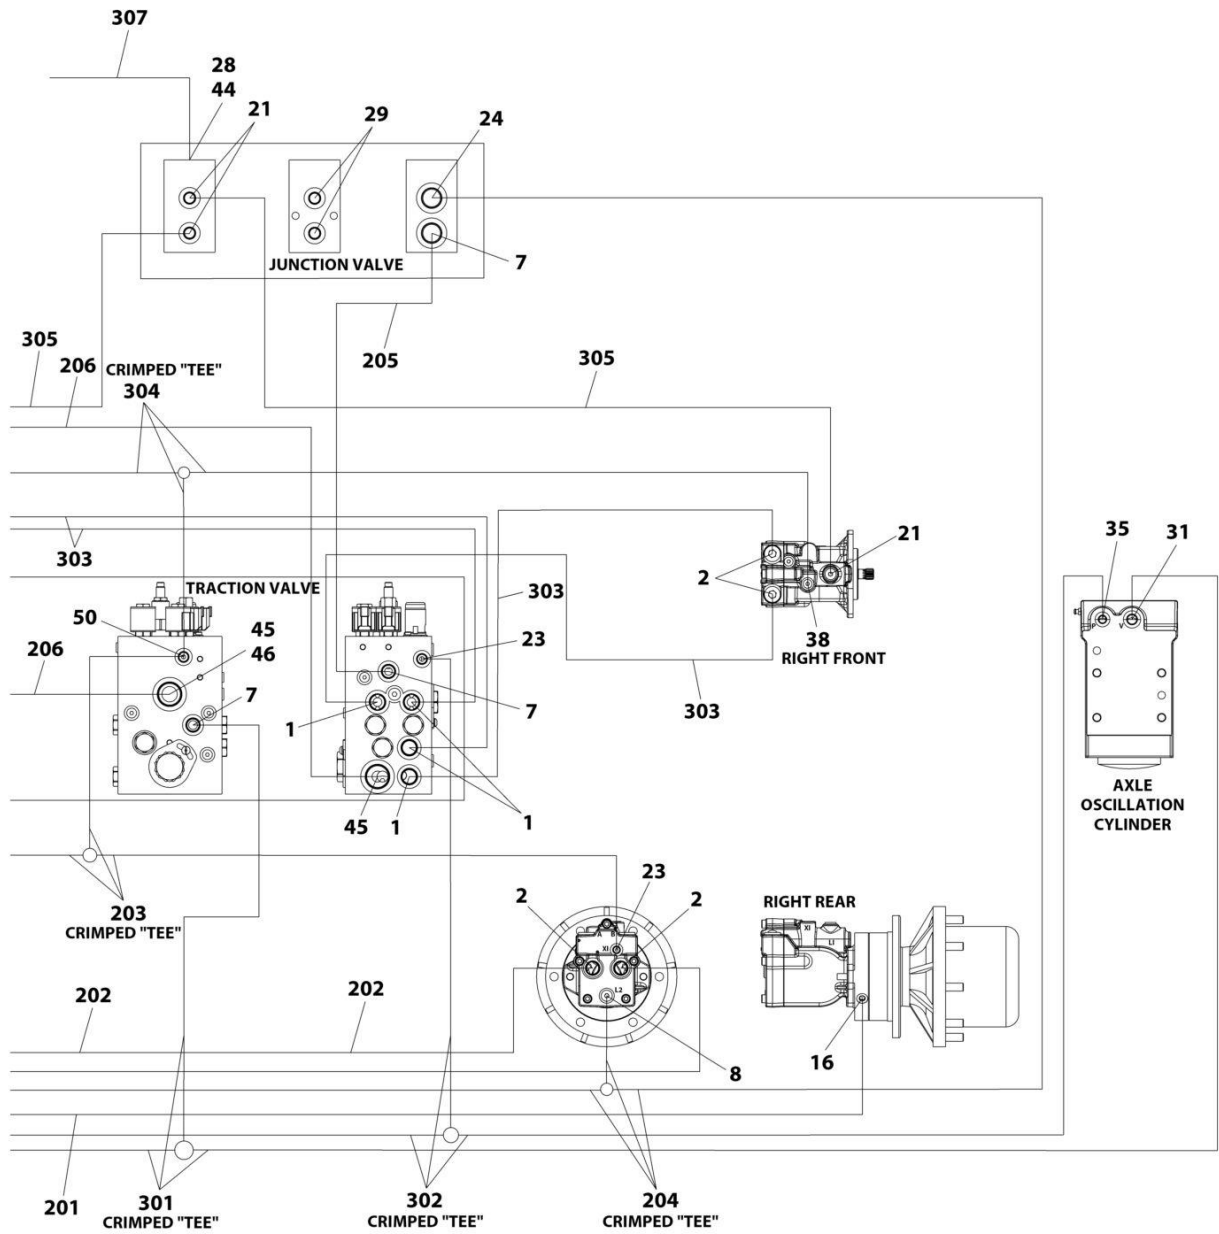 307
28
44
21
29
24
JUNCTION VALVE
7
205
305
206
CRIMPED "TEE"
304
305
303
TRACTION VALVE
50
45
46
206
7
303
23
1
7
45
1
1
2
21
38
RIGHT FRONT
303
35
31
P
V
AXLE
OSCILLATION
CYLINDER
203
CRIMPED "TEE"
2
23
2
A
B
XI
L2
8
RIGHT REAR
XI
LI
16
202
202
201
301
CRIMPED "TEE"
302
CRIMPED "TEE"
204
CRIMPED "TEE"